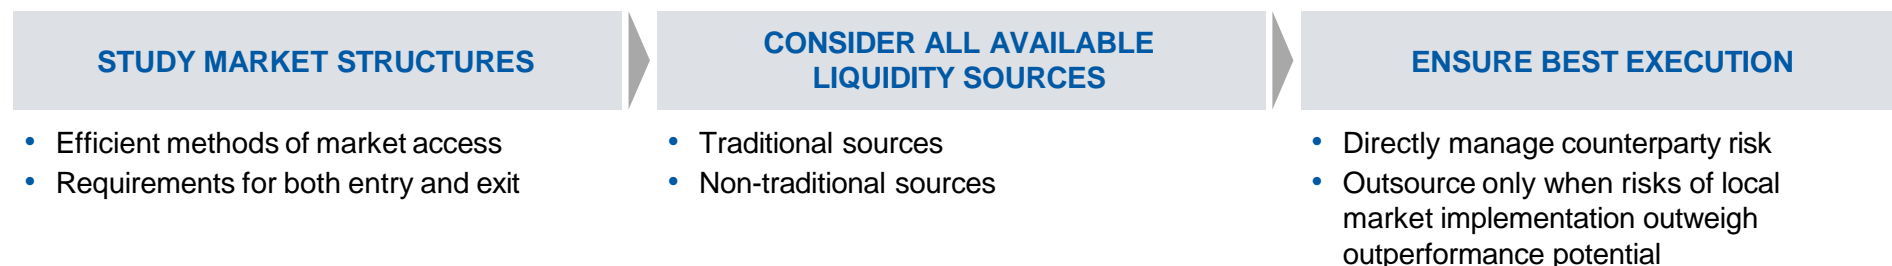 STUDY MARKET STRUCTURES
• Efficient methods of market access
• Requirements for both entry and exit
CONSIDER ALL AVAILABLE
LIQUIDITY SOURCES
• Traditional sources
• Non-traditional sources
ENSURE BEST EXECUTION
• Directly manage counterparty risk
• Outsource only when risks of local
market implementation outweigh
outperformance potential